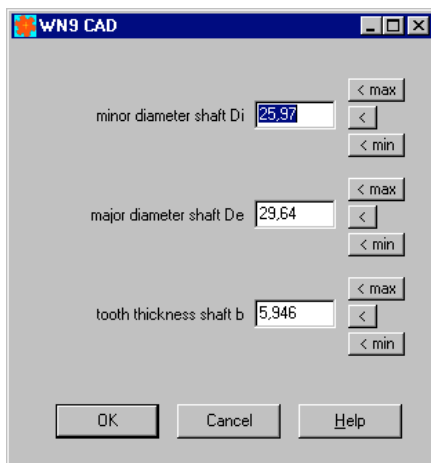 WN9 CAD
< max
minor diameter shaft Di 25,97 <
< min
< max
major diameter shaft De 29,64 <
< min
< max
tooth thickness shaft b 5,946 <
< min
OK Cancel Help